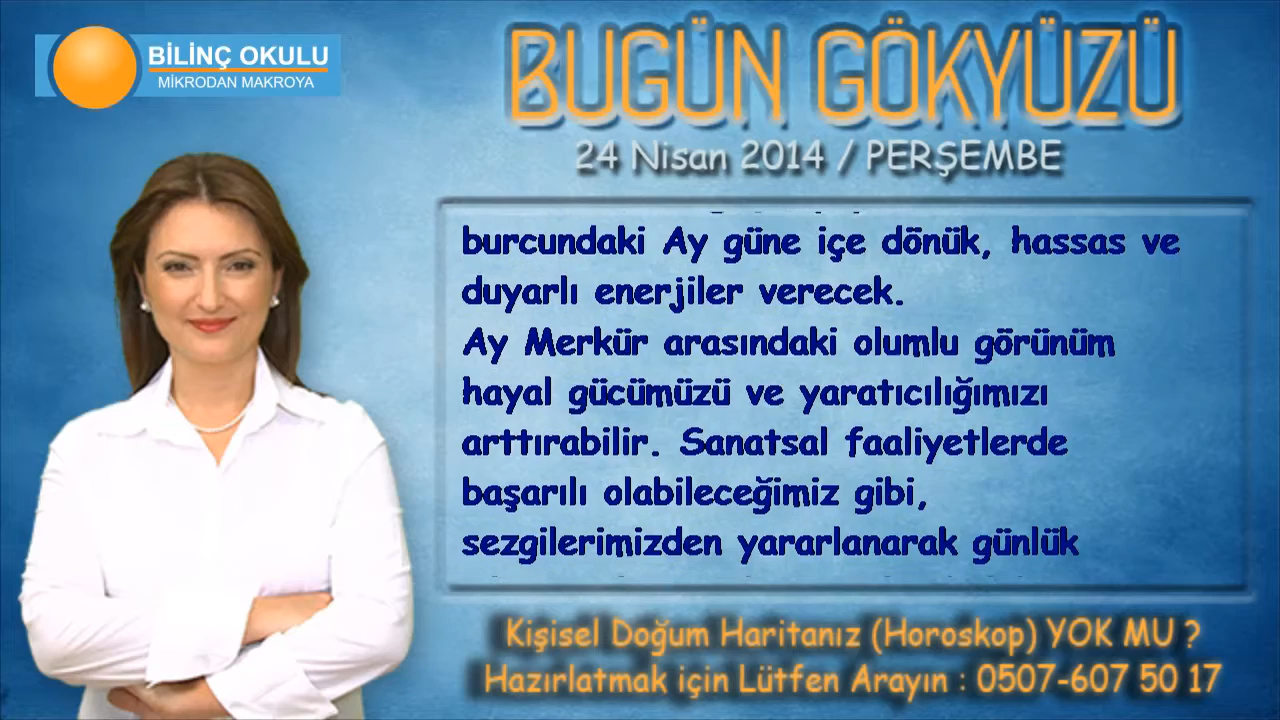 BİLİNÇ OKULU
MİKRODAN MAKROYA
BUGÜN GÖKYÜZÜ
24 Nisan 2014 / PERŞEMBE
burcundaki Ay güne içe dönük, hassas ve
duyarlı enerjiler verecek.
Ay Merkür arasındaki olumlu görünüm
hayal gücümüzü ve yaratıcılığımızı
arttırabilir. Sanatsal faaliyetlerde
başarılı olabileceğimiz gibi,
sezgilerimizden yararlanarak günlük
Kişisel Doğum Haritanız (Horoskop) YOK MU ?
Hazırlatmak için Lütfen Arayın : 0507-607 50 17